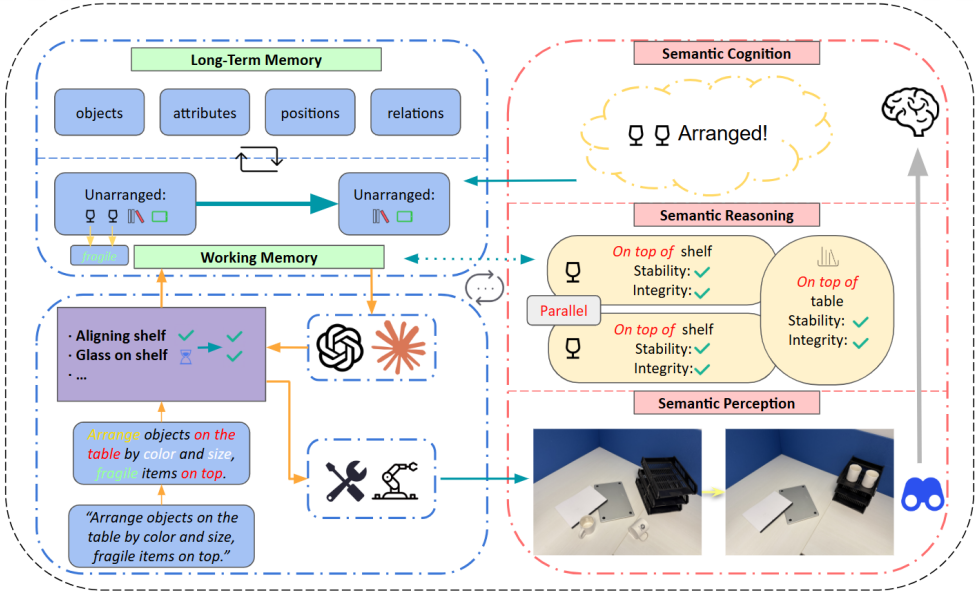 Long-Term Memory
objects
attributes
positions
relations
Unarranged:
Unarranged:
fragile
Working Memory
· Aligning shelf
· Glass on shelf
· ...
Arrange objects on the
table by color and size,
fragile items on top.
“Arrange objects on the
table by color and size,
fragile items on top.”
Semantic Cognition
Arranged!
Semantic Reasoning
On top of shelf
Stability:
Integrity:
Parallel
On top of shelf
Stability:
Integrity:
On top of
table
Stability:
Integrity:
Semantic Perception